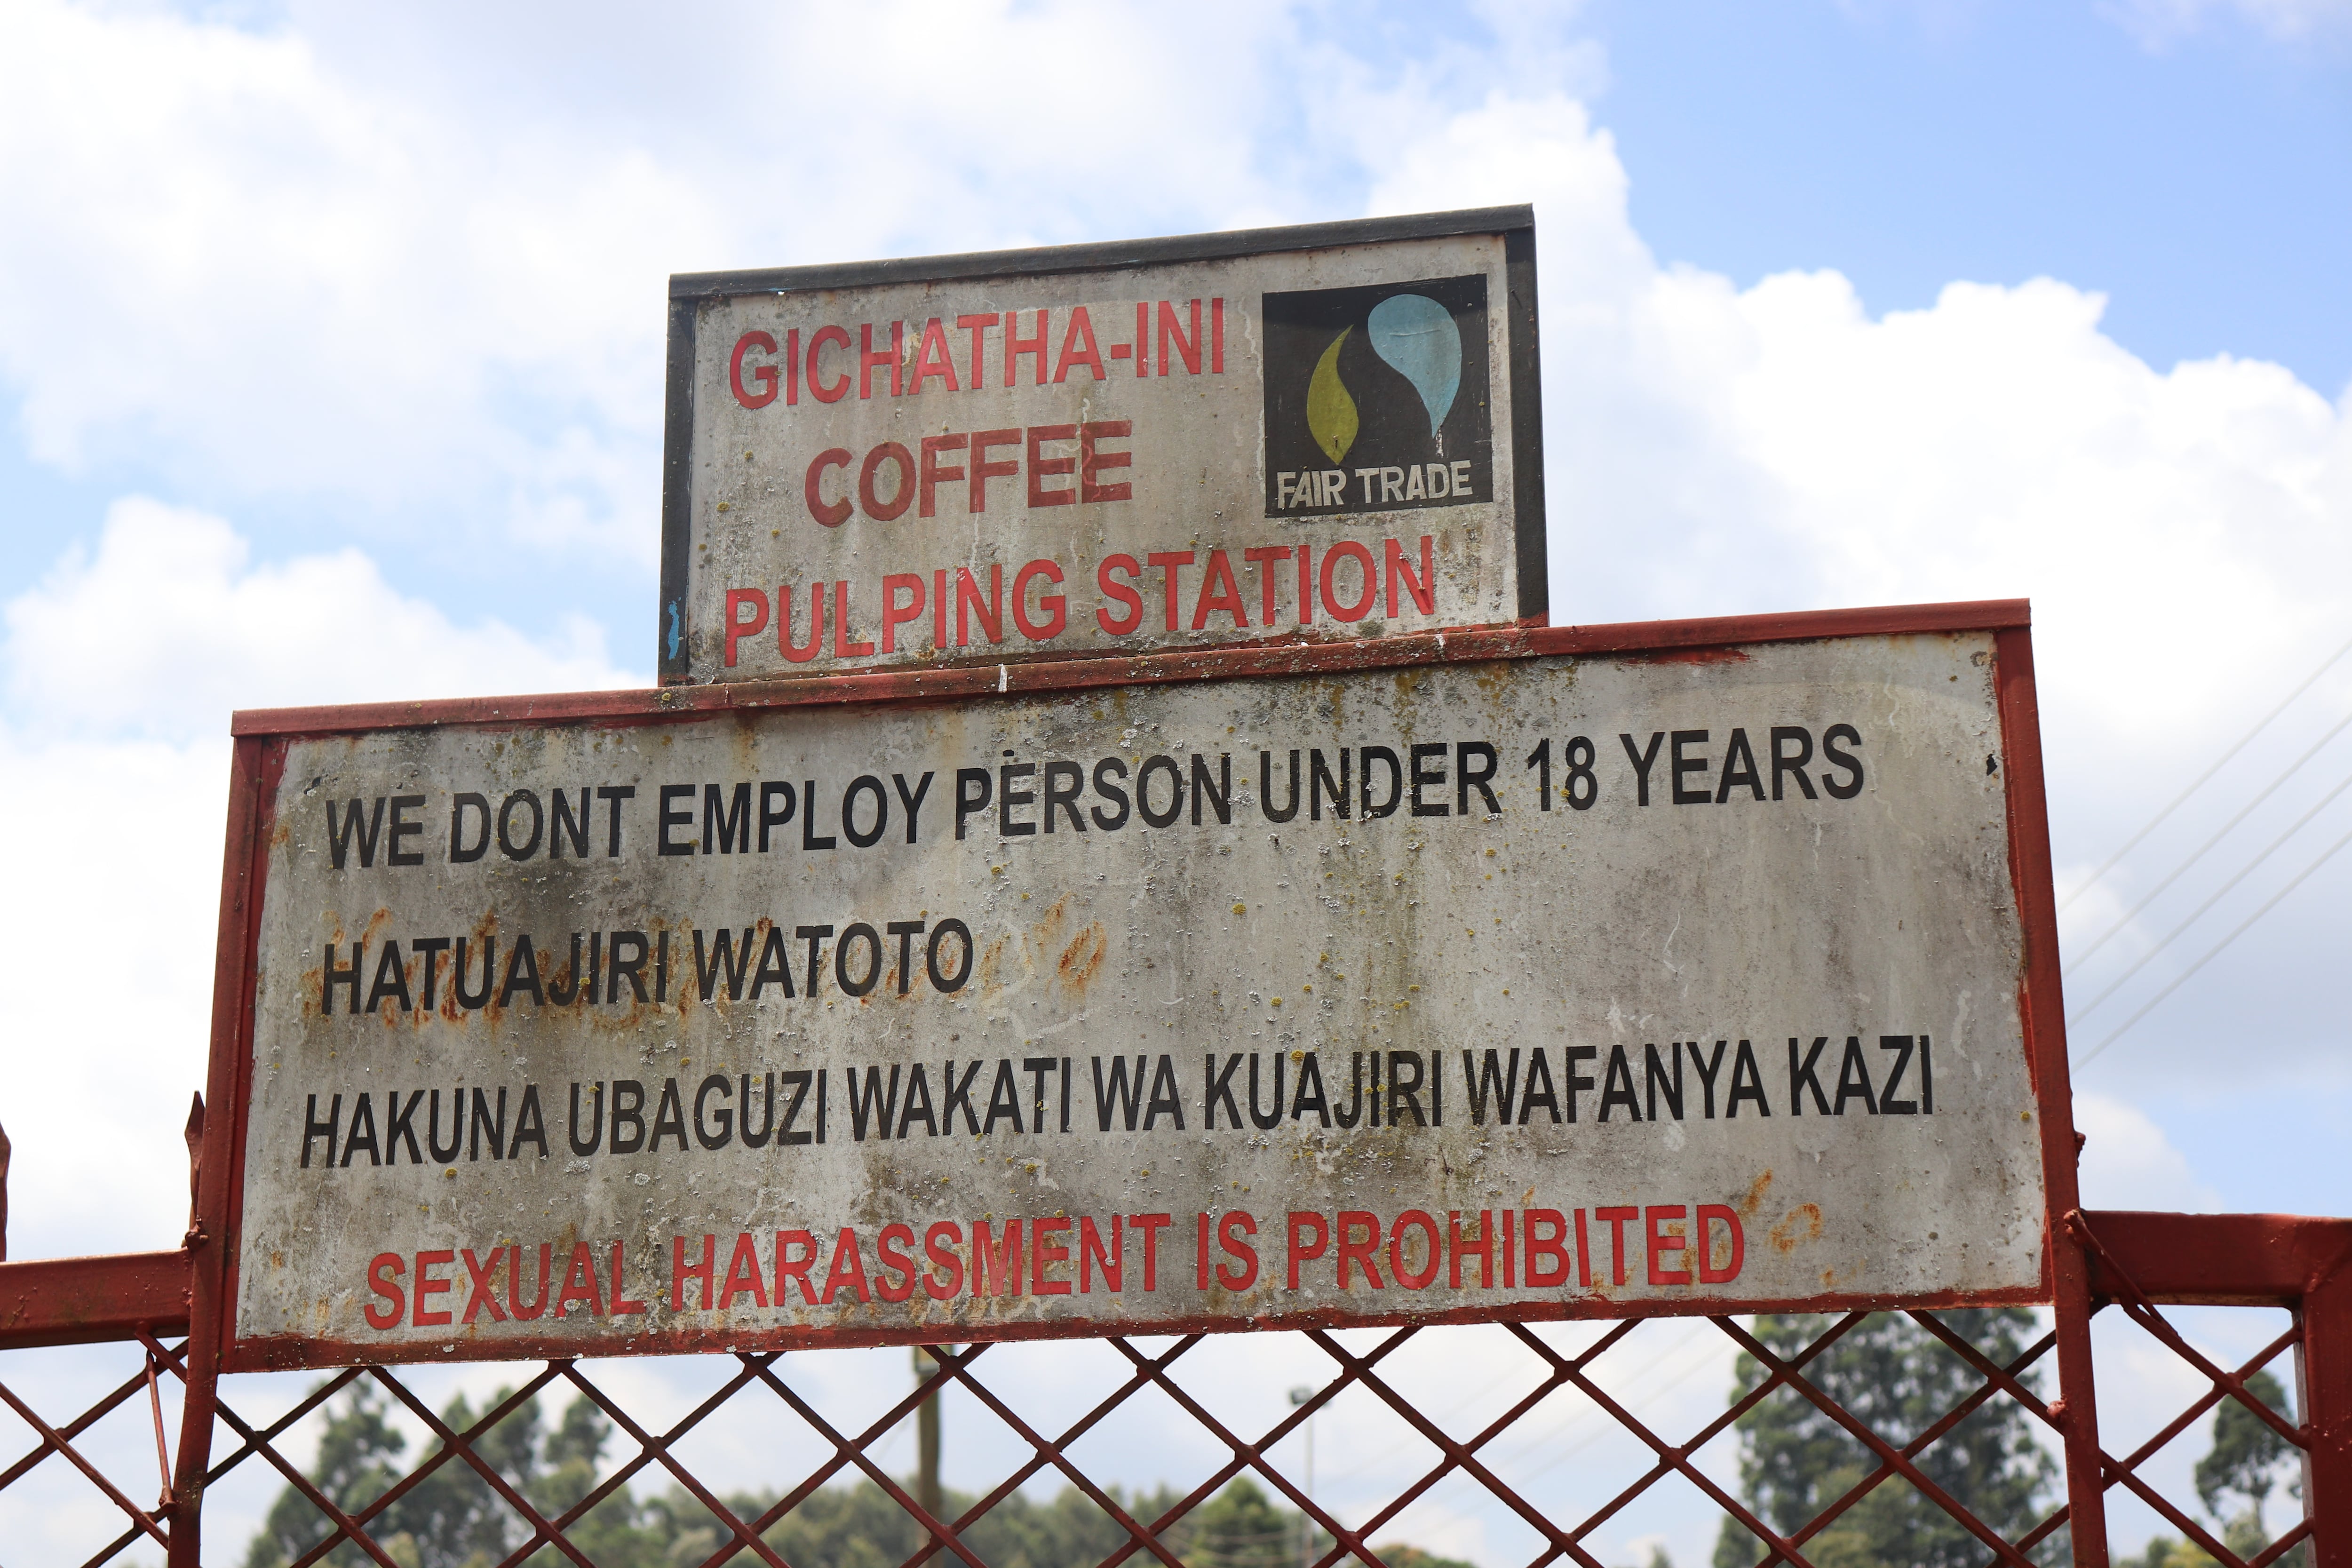 GICHATHA-INI
COFFEE
PULPING STATION
FAIR TRADE
WE DONT EMPLOY PERSON UNDER 18 YEARS
HATUAJIRI WATOTO
HAKUNA UBAGUZI WAKATI WA KUAJIRI WAFANYA KAZI
SEXUAL HARASSMENT IS PROHIBITED